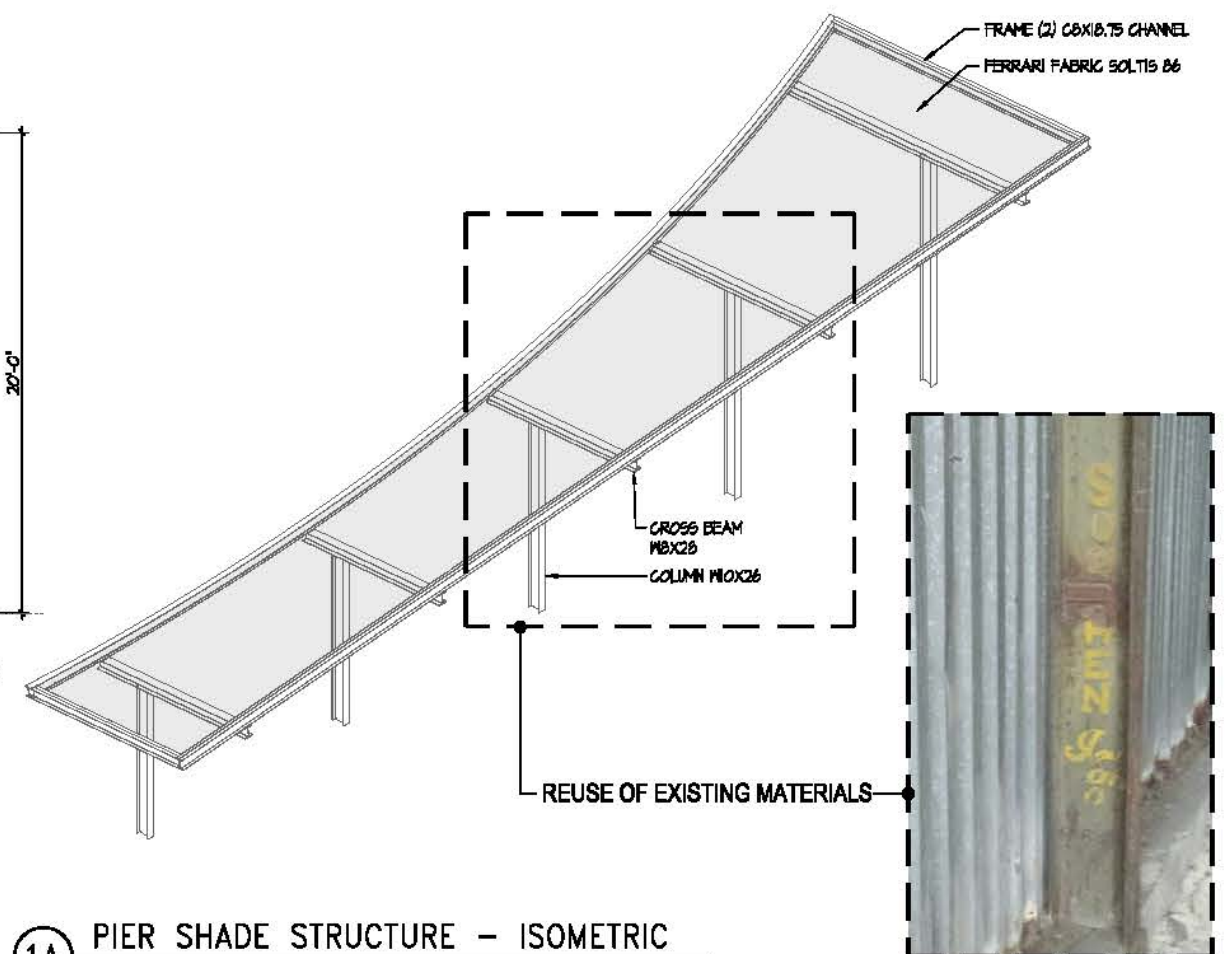 FRAME (2) C8X18.75 CHANNEL
FERRARI FABRIC SOLTIS 86
20'-0"
CROSS BEAM
W8X28
COLUMN W10X26
REUSE OF EXISTING MATERIALS
1A
PIER SHADE STRUCTURE - ISOMETRIC